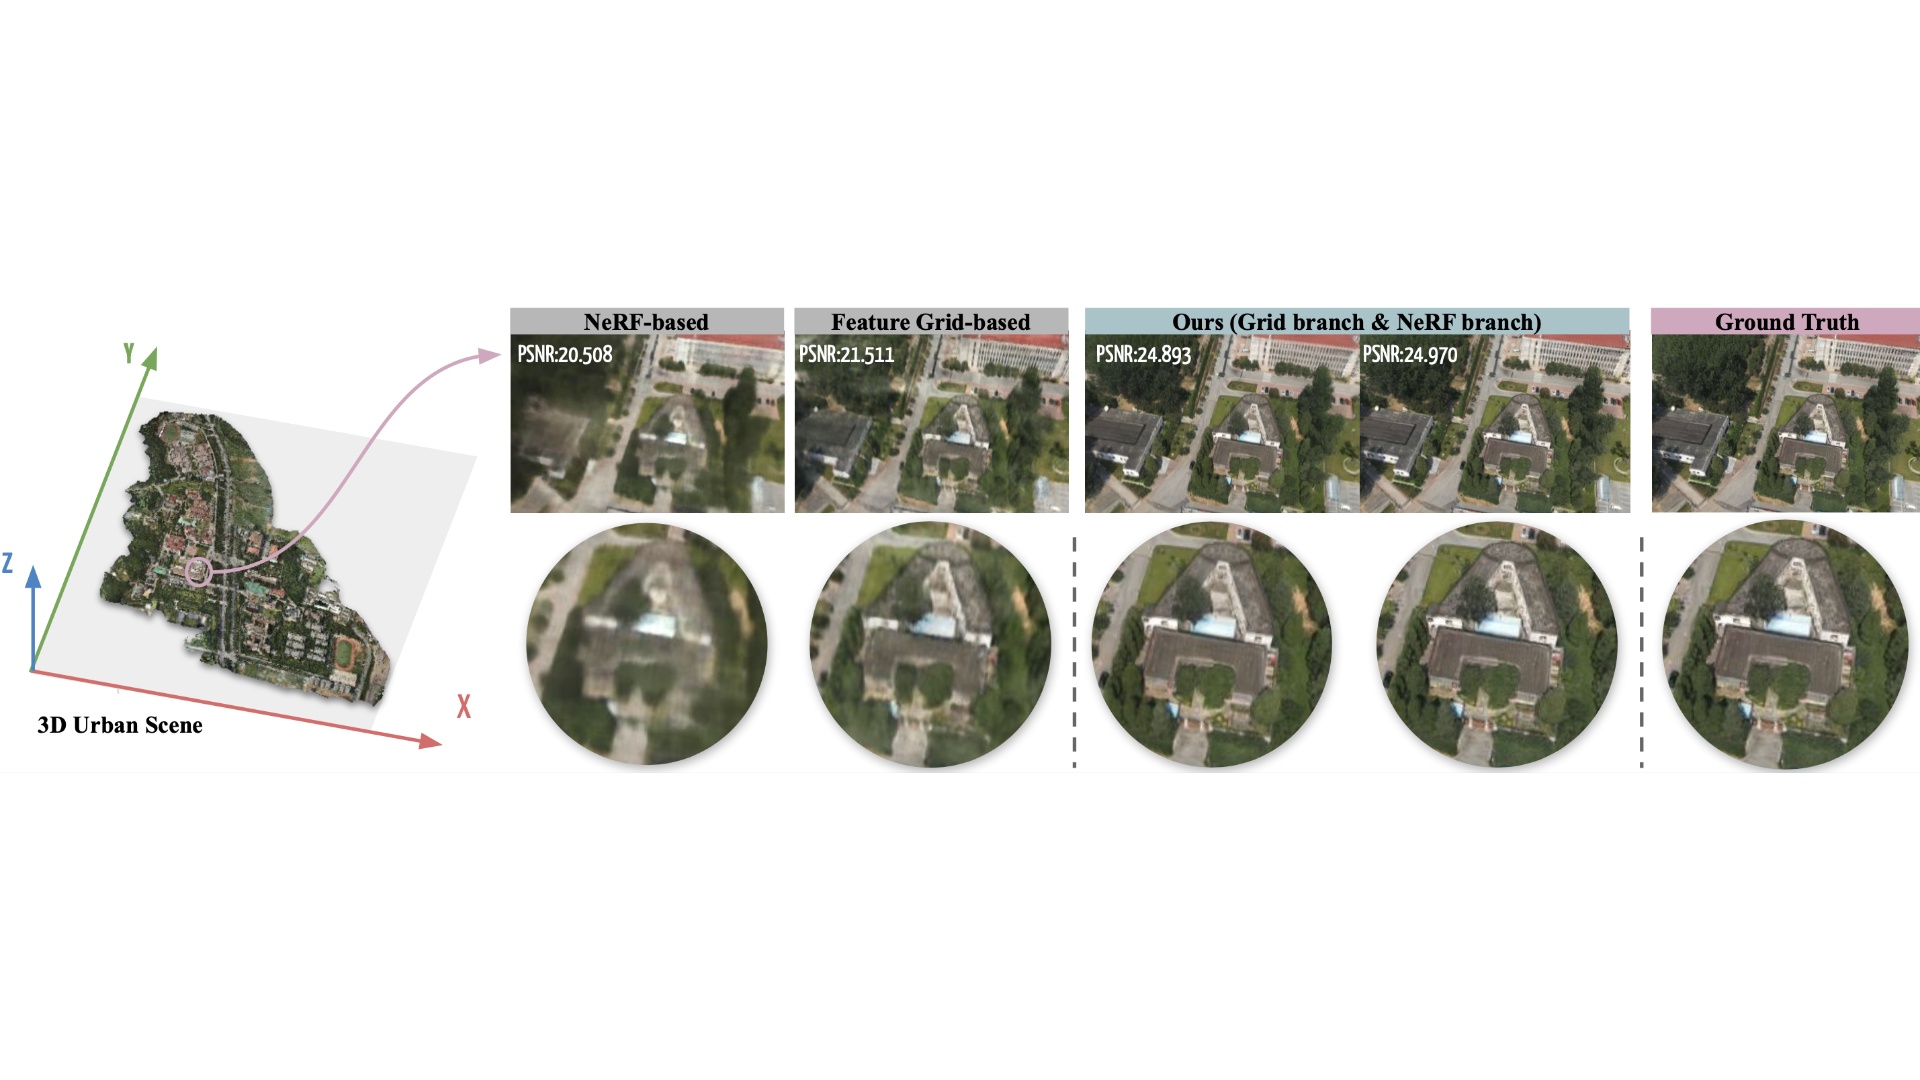 NeRF-based
Feature Grid-based
Ours (Grid branch & NeRF branch)
Ground Truth
PSNR:20.508
PSNR:21.511
PSNR:24.893
PSNR:24.970
Y
Z
X
3D Urban Scene